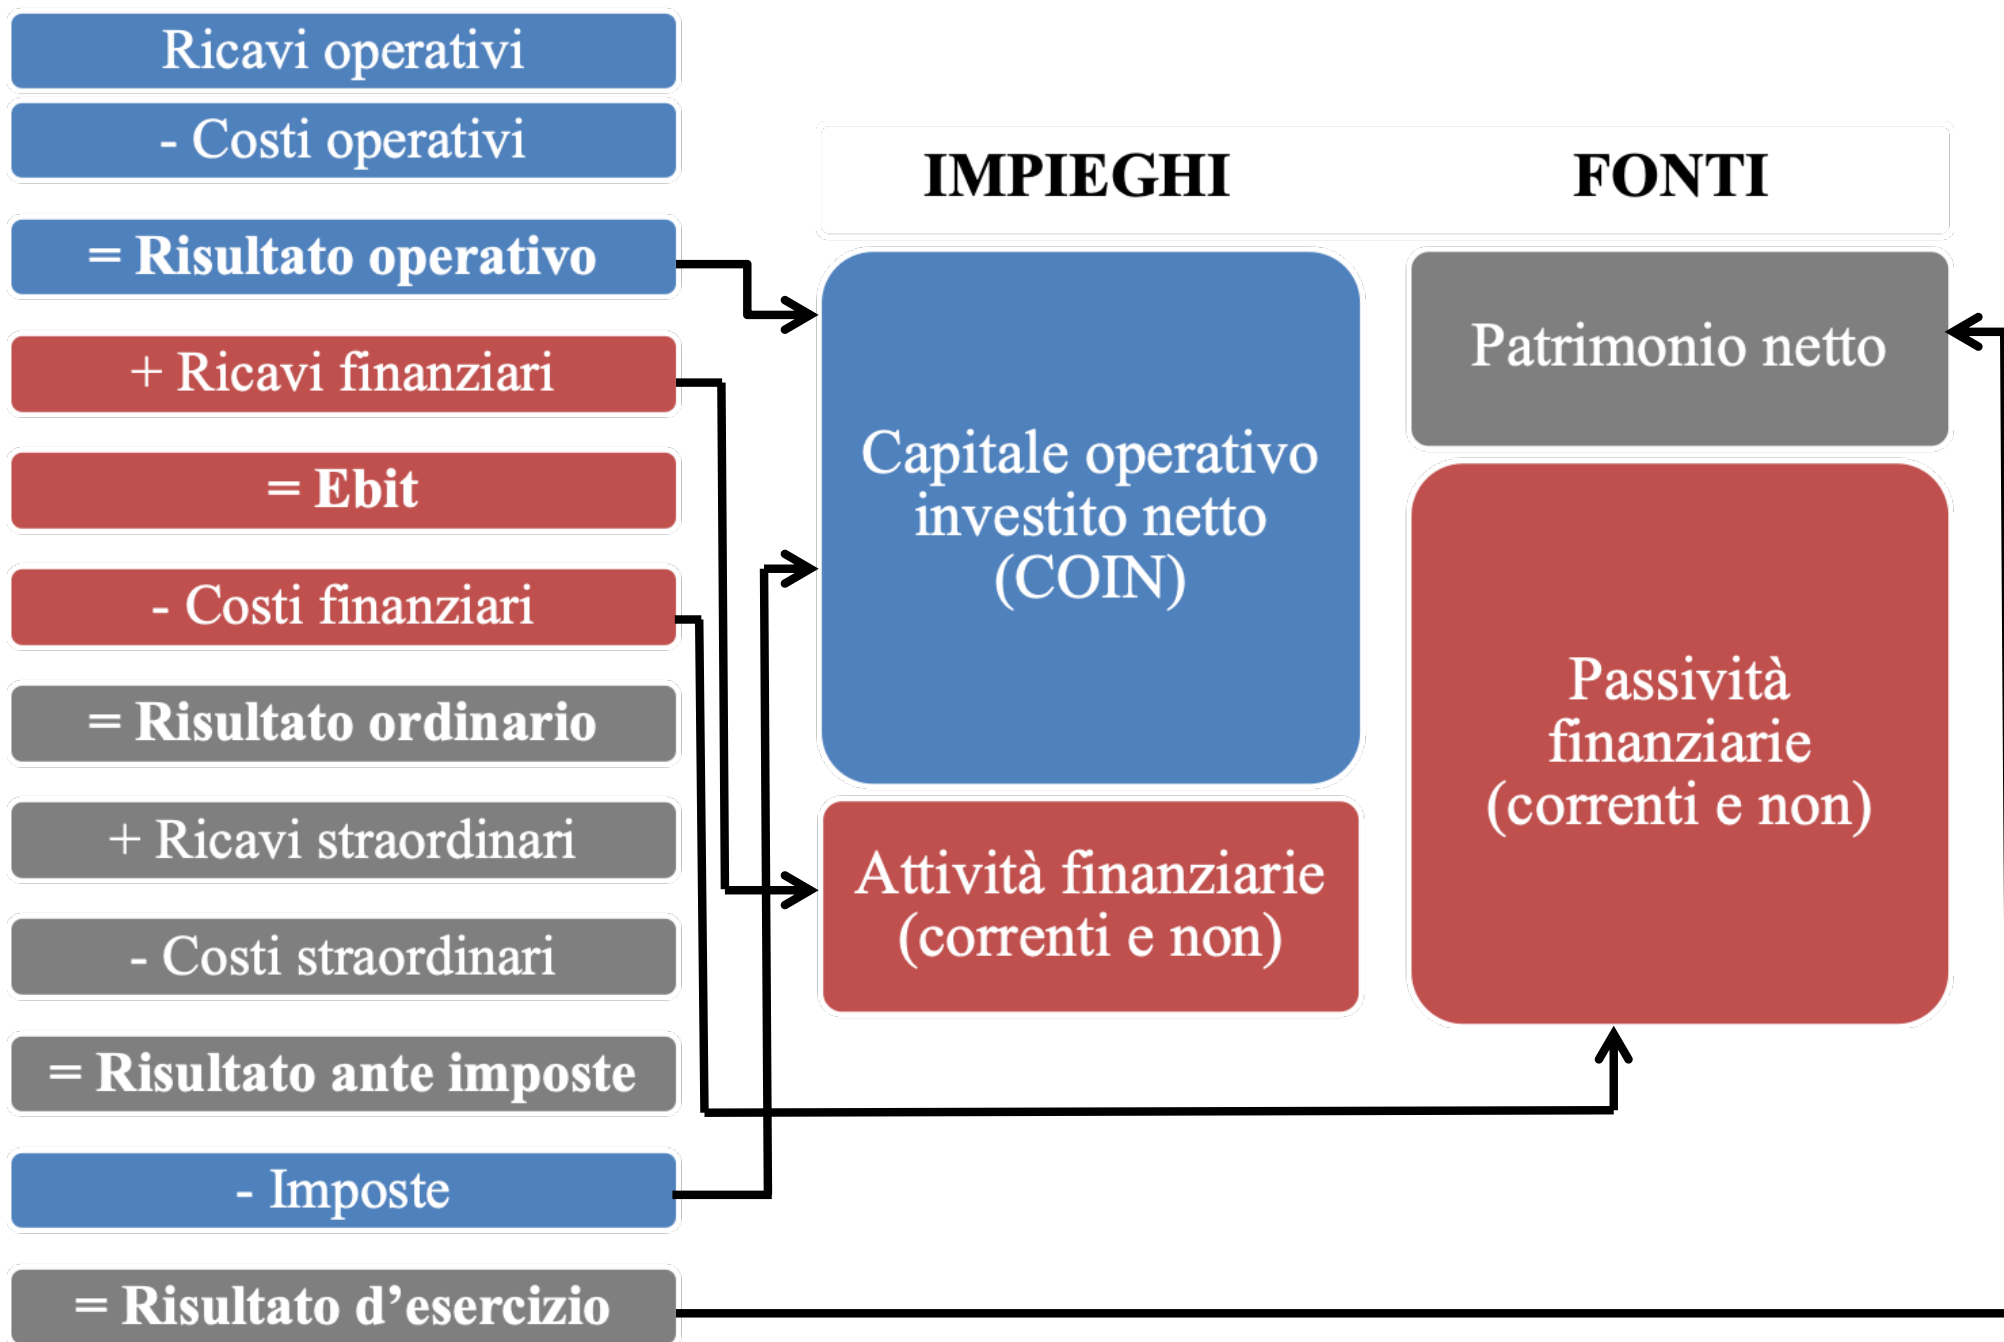 Ricavi operativi
- Costi operativi
= Risultato operativo
+ Ricavi finanziari
= Ebit
- Costi finanziari
= Risultato ordinario
+ Ricavi straordinari
- Costi straordinari
= Risultato ante imposte
- Imposte
= Risultato d’esercizio
IMPIEGHI
FONTI
Capitale operativo
investito netto
(COIN)
Attività finanziarie
(correnti e non)
Patrimonio netto
Passività
finanziarie
(correnti e non)